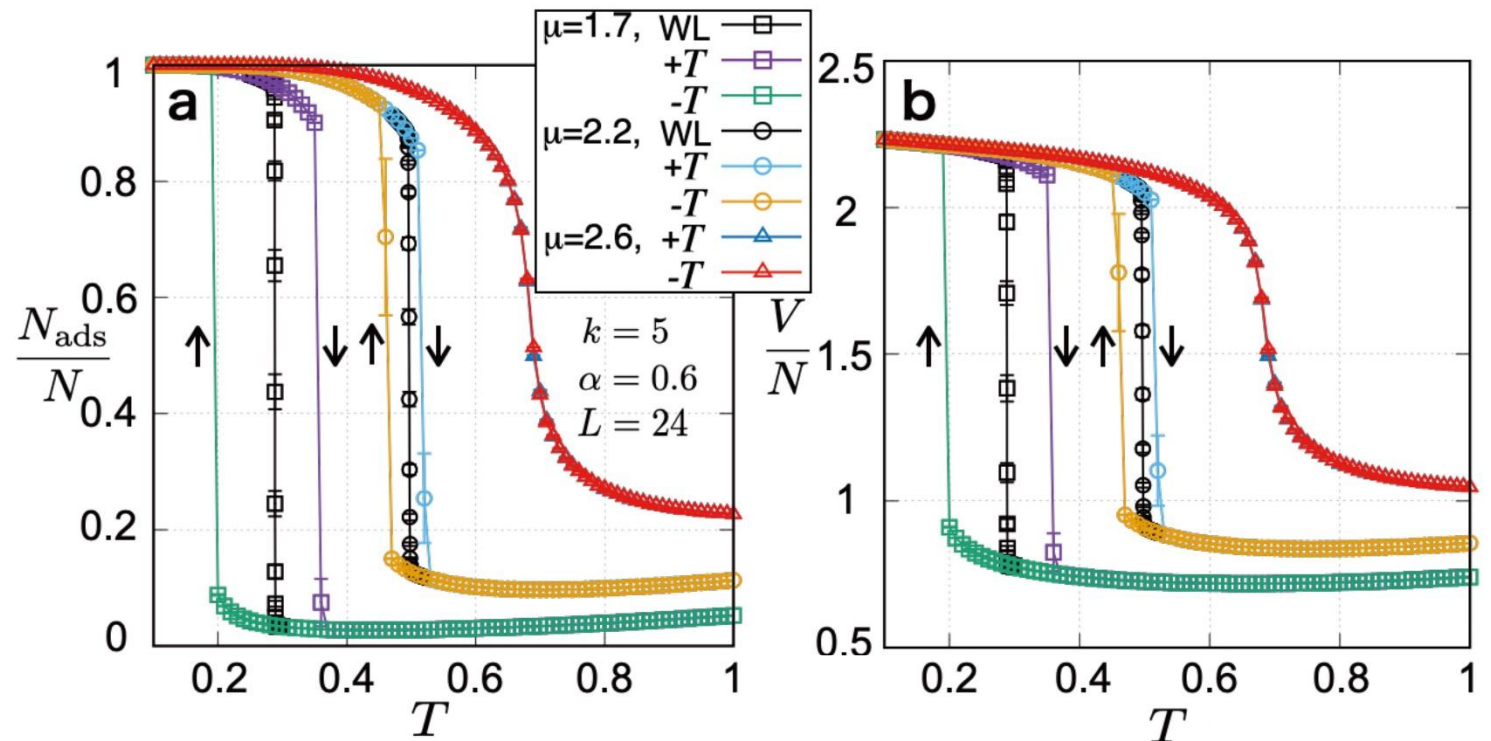 μ=1.7, WL
+T
-T
μ=2.2, WL
+T
-T
μ=2.6, +T
-T
a
1
0.8
0.6
0.4
0.2
0
N_ads
N
k = 5
α = 0.6
L = 24
0.2 0.4 0.6 0.8 1
T
b
2.5
2
1.5
1
0.5
V
N
0.2 0.4 0.6 0.8 1
T